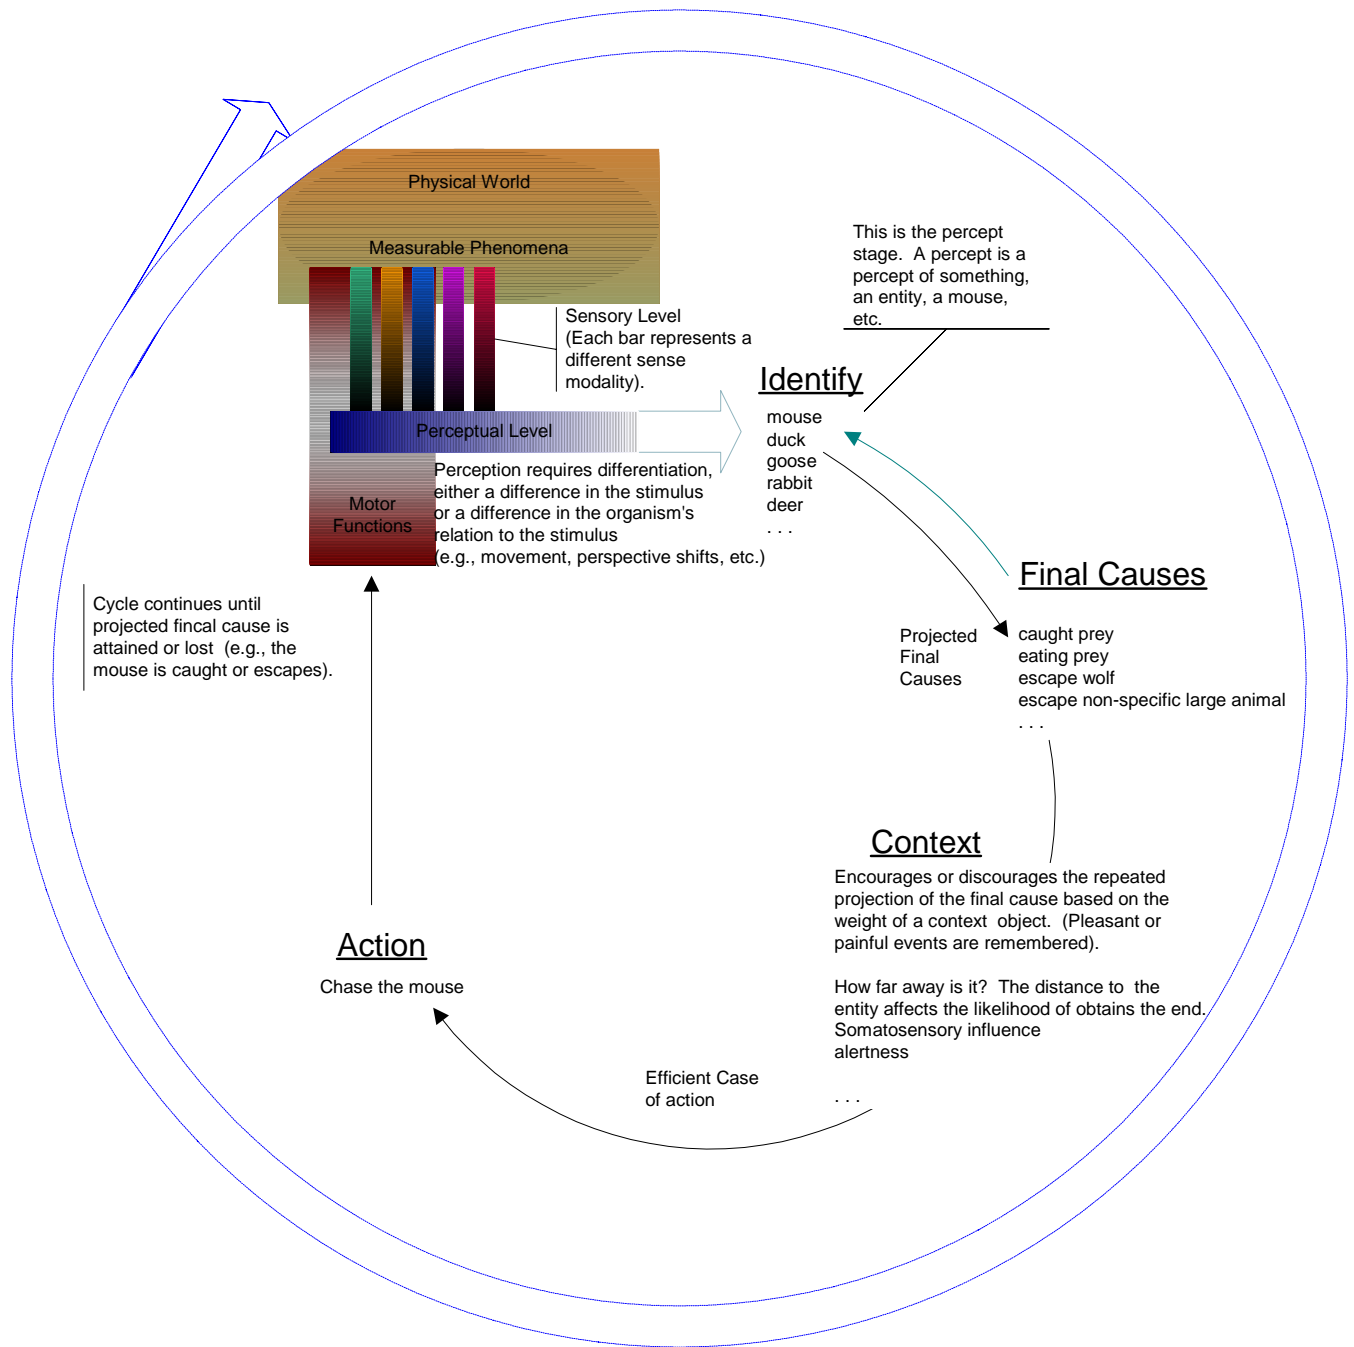 Physical World
Measurable Phenomena
Sensory Level
(Each bar represents a
different sense
modality).
This is the percept
stage.  A percept is a
percept of something,
an entity, a mouse,
etc.
Perceptual Level
Perception requires differentiation,
either a difference in the stimulus
or a difference in the organism's
relation to the stimulus
(e.g., movement, perspective shifts, etc.)
Motor
Functions
Identify
mouse
duck
goose
rabbit
deer
. . .
Final Causes
Projected
Final
Causes
caught prey
eating prey
escape wolf
escape non-specific large animal
. . .
Context
Encourages or discourages the repeated
projection of the final cause based on the
weight of a context  object.  (Pleasant or
painful events are remembered).
How far away is it?  The distance to  the
entity affects the likelihood of obtains the end.
Somatosensory influence
alertness
. . .
Efficient Case
of action
Action
Chase the mouse
Cycle continues until
projected fincal cause is
attained or lost  (e.g., the
mouse is caught or escapes).